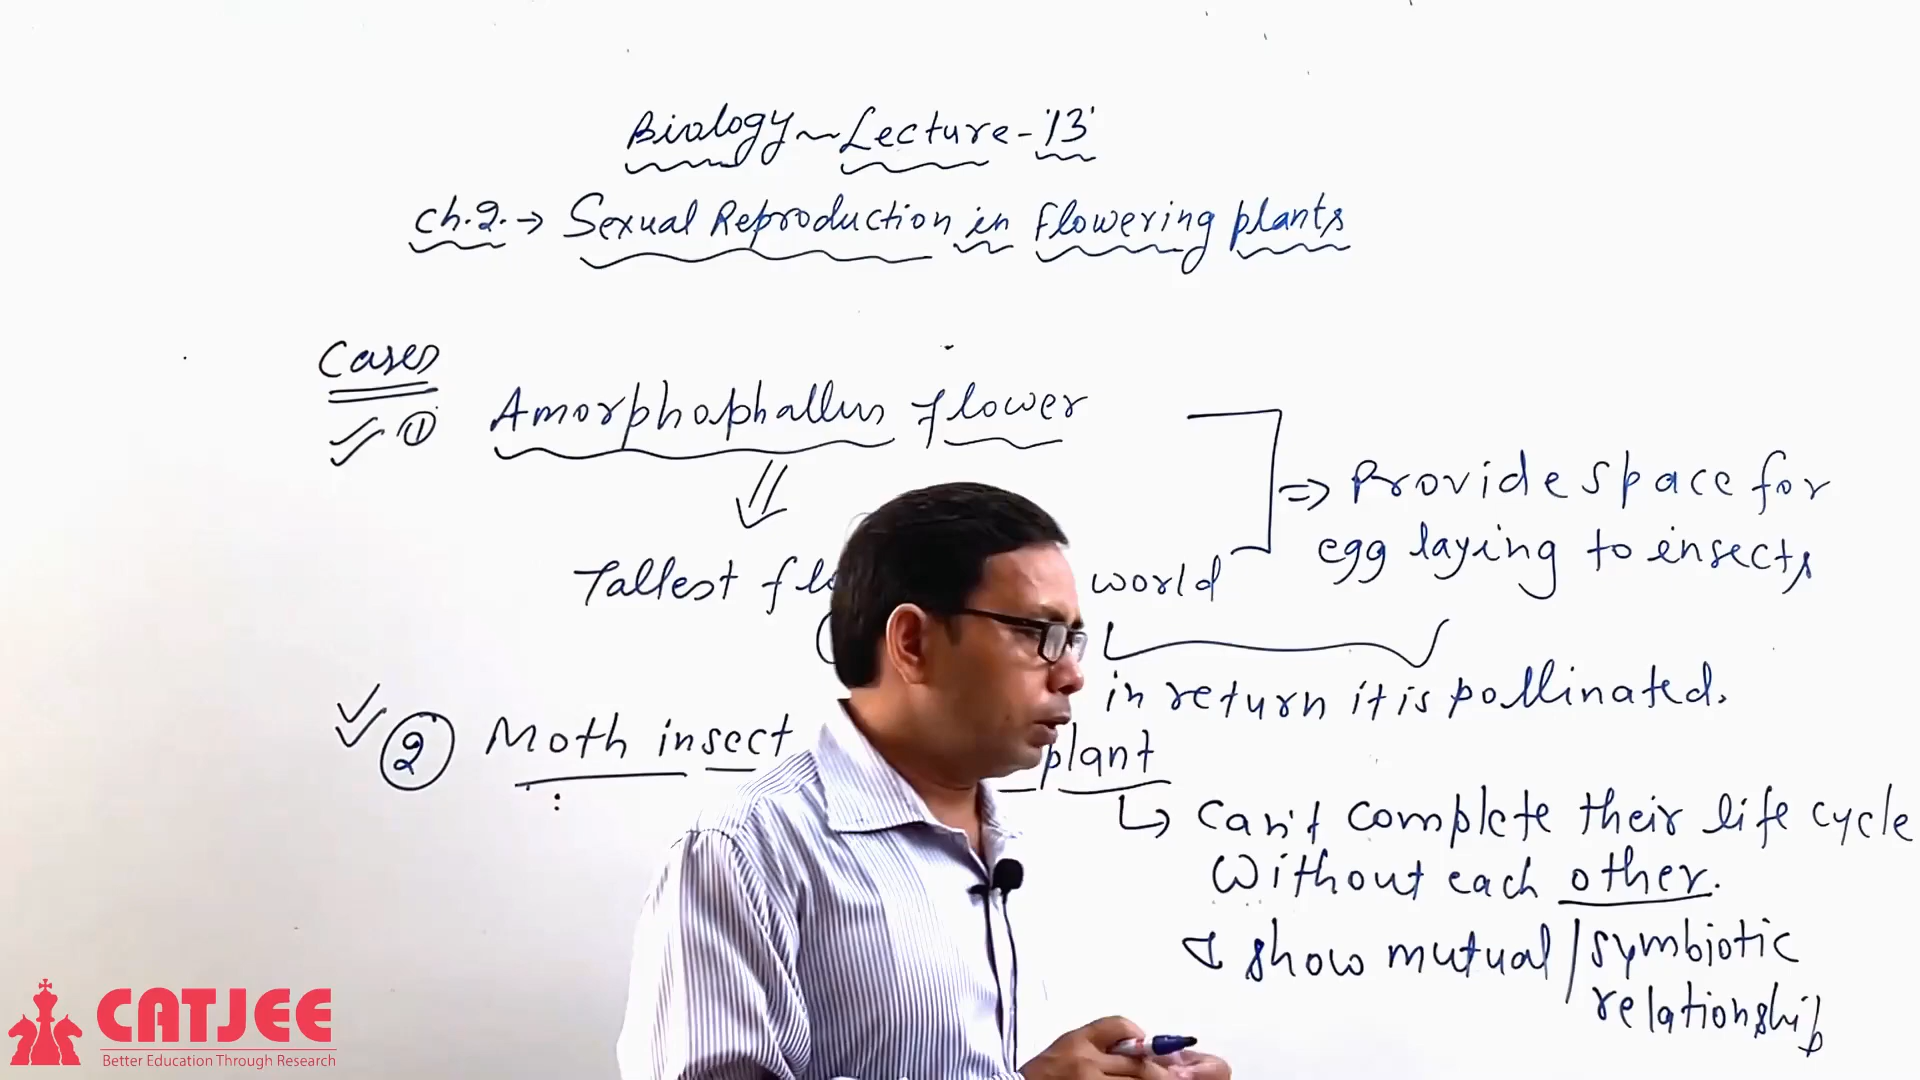 Biology ~ Lecture-'13'
Ch.2. → Sexual Reproduction in Flowering plants
Cases
① Amorphophallus flower
⇒ Provide space for
egg laying to insects
Tallest flo world
in return it is pollinated.
② Moth insect plant
↳ Can't complete their life cycle
Without each other.
& show mutual / symbiotic
relationship
CATJEE
Better Education Through Research